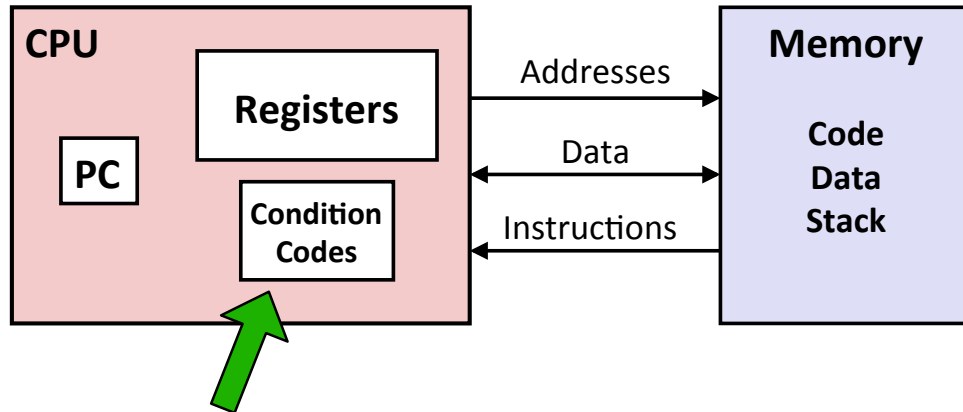 CPU
Registers
PC
Condition
Codes
Addresses
Data
Instructions
Memory
Code
Data
Stack